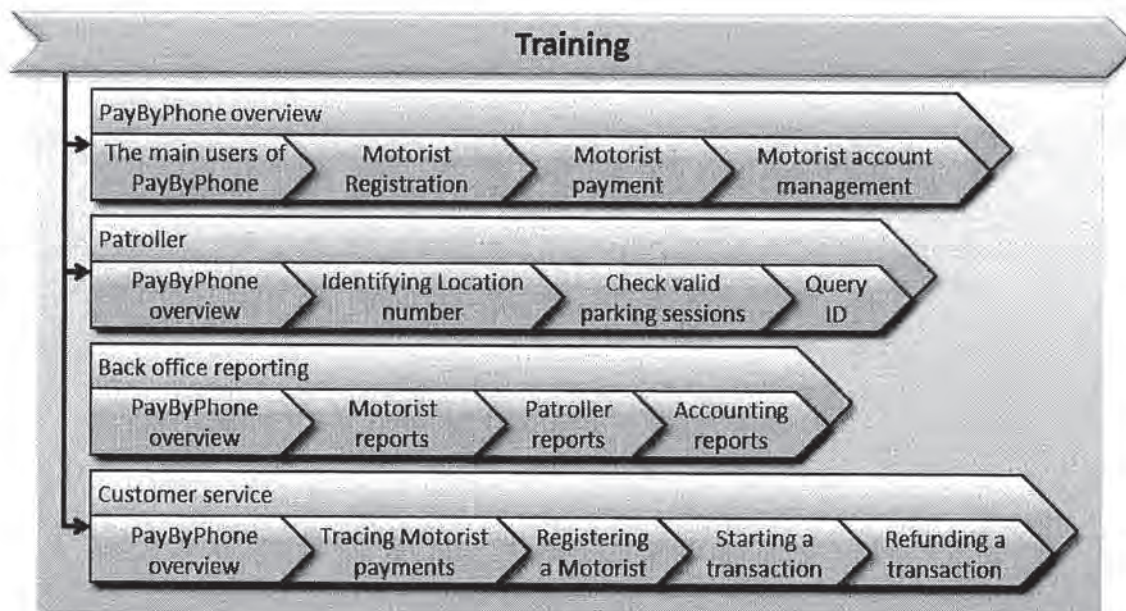 Training
PayByPhone overview
The main users of
PayByPhone
Motorist
Registration
Motorist
payment
Motorist account
management
Patroller
PayByPhone
overview
Identifying Location
number
Check valid
parking sessions
Query
ID
Back office reporting
PayByPhone
overview
Motorist
reports
Patroller
reports
Accounting
reports
Customer service
PayByPhone
overview
Tracing Motorist
payments
Registering
a Motorist
Starting a
transaction
Refunding a
transaction